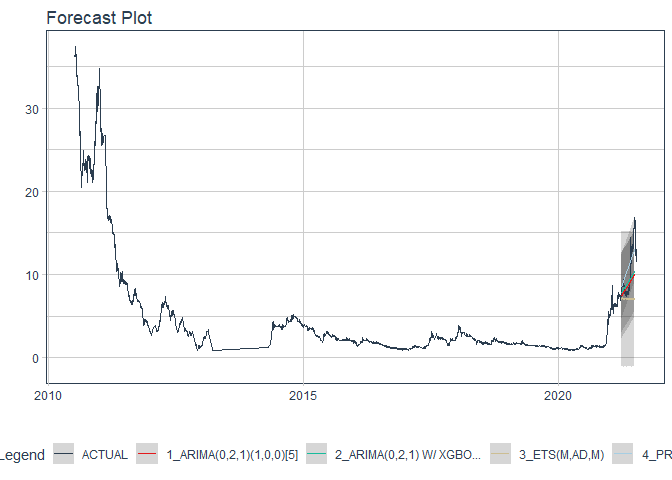 Forecast Plot
30
20
10
0
2010 2015 2020
Legend ACTUAL 1_ARIMA(0,2,1)(1,0,0)[5] 2_ARIMA(0,2,1) W/ XGBO... 3_ETS(M,AD,M) 4_PR